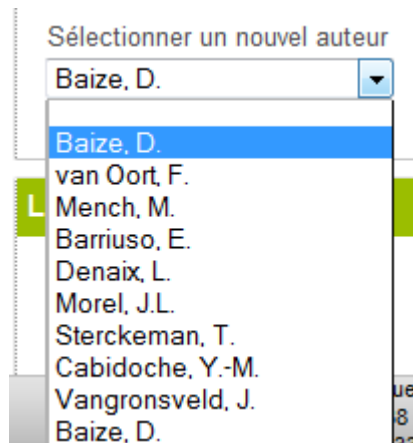 Sélectionner un nouvel auteur
Baize, D.
Baize, D.
van Oort, F.
Mench, M.
Barriuso, E.
Denaix, L.
Morel, J.L.
Sterckeman, T.
Cabidoche, Y.-M.
Vangronsveld, J.
Baize, D.